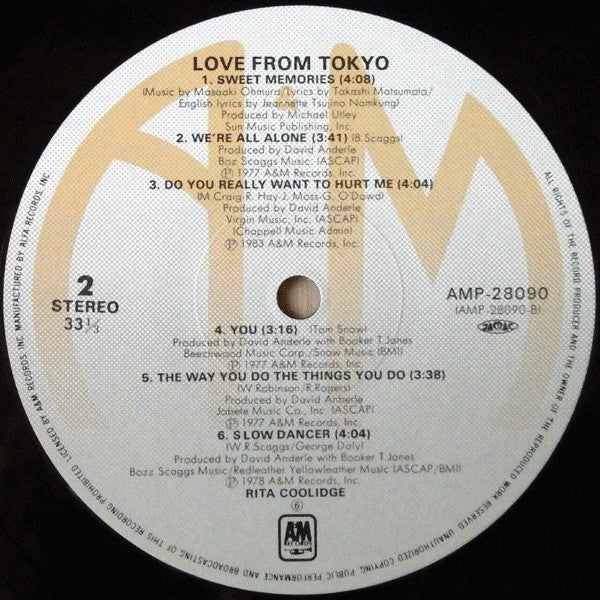 LOVE FROM TOKYO
1. SWEET MEMORIES (4:08)
(Music by Masaaki Ohmura/Lyrics by Takashi Matsumata/
English lyrics by Jeannette Tsujino Namkung)
Produced by Michael Utley
Sun Music Publishing, Inc.
2. WE'RE ALL ALONE (3:41) (B.Scaggs)
Produced by David Anderle
Boz Scaggs Music. (ASCAP)
Ⓟ 1977 A&M Records, Inc.
3. DO YOU REALLY WANT TO HURT ME (4:04)
(M.Craig-R. Hay-J. Moss-G. O'Dowd)
Produced by David Anderle
Virgin Music, Inc. (ASCAP)
(Chappell Music Admin)
Ⓟ 1983 A&M Records, Inc.
2
STEREO
33⅓
AMP-28090
(AMP-28090-B)
4. YOU (3:16) (Tom Snow)
Produced by David Anderle with Booker T.Jones
Beechwood Music Corp./Snow Music (BMI)
Ⓟ 1977 A&M Records, Inc.
5. THE WAY YOU DO THE THINGS YOU DO (3:38)
(W.Robinson/R.Rogers)
Produced by David Anberle
Jobete Music Co., Inc. (ASCAP)
Ⓟ 1977 A&M Records, Inc.
6. SLOW DANCER (4:04)
(W.R.Scaggs/George Daly)
Produced by David Anderle with Booker T. Jones
Bozz Scaggs Music/Redleather Yellowleather Music (ASCAP/BMI)
Ⓟ 1978 A&M Records, Inc.
RITA COOLIDGE
⑥
A&M
RECORDS
ALL RIGHTS OF THE RECORD PRODUCER AND THE OWNER OF THE REPRODUCED WORK RESERVED. UNAUTHORIZED COPYING, PUBLIC PERFORMANCE AND BROADCASTING OF THIS RECORDING PROHIBITED. LICENSED BY A&M RECORDS, INC. MANUFACTURED BY ALFA RECORDS, INC.